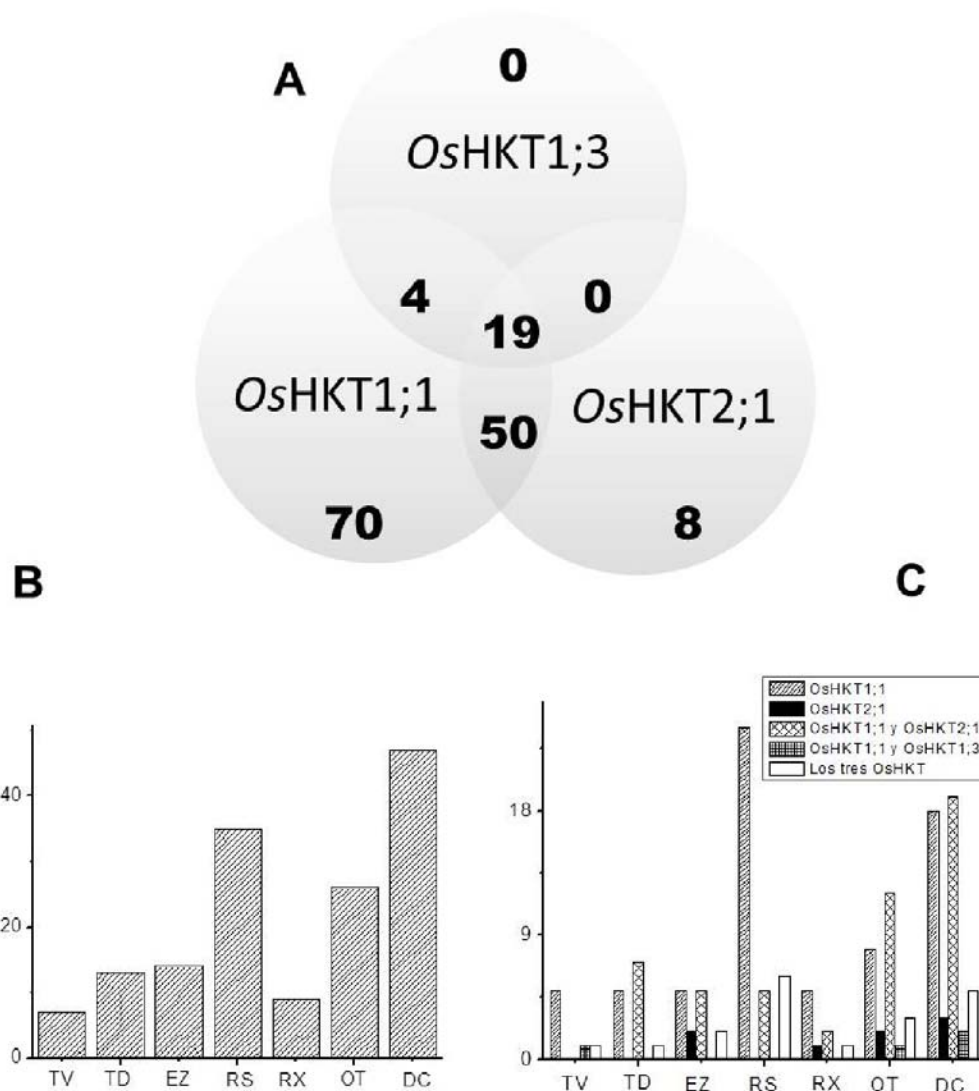 A
0
OsHKT1;3
4
0
19
OsHKT1;1
OsHKT2;1
50
70
8
B
C
OsHKT1;1
OsHKT2;1
OsHKT1;1 y OsHKT2;1
OsHKT1;1 y OsHKT1;3
Los tres OsHKT
40
20
0
TV TD EZ RS RX OT DC
18
9
0
TV TD EZ RS RX OT DC